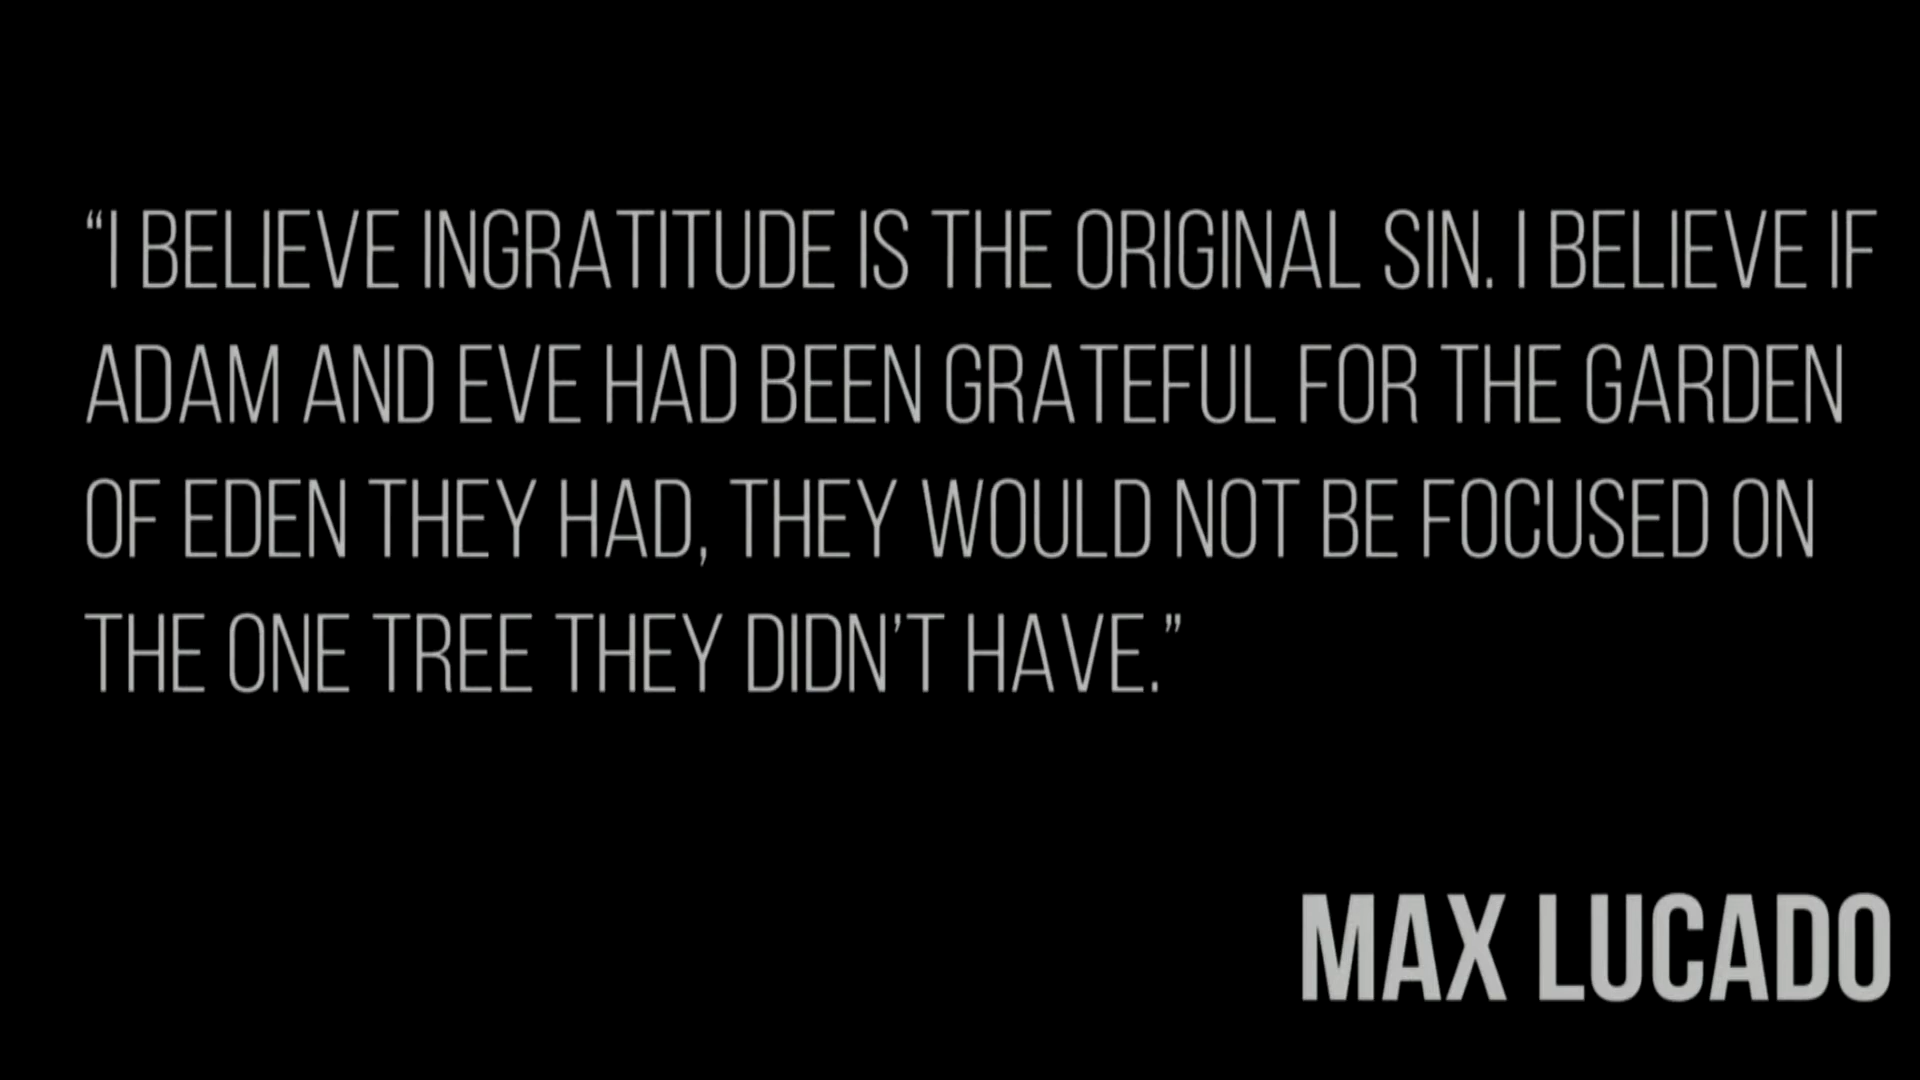 “I BELIEVE INGRATITUDE IS THE ORIGINAL SIN. I BELIEVE IF
ADAM AND EVE HAD BEEN GRATEFUL FOR THE GARDEN
OF EDEN THEY HAD, THEY WOULD NOT BE FOCUSED ON
THE ONE TREE THEY DIDN’T HAVE.”
MAX LUCADO